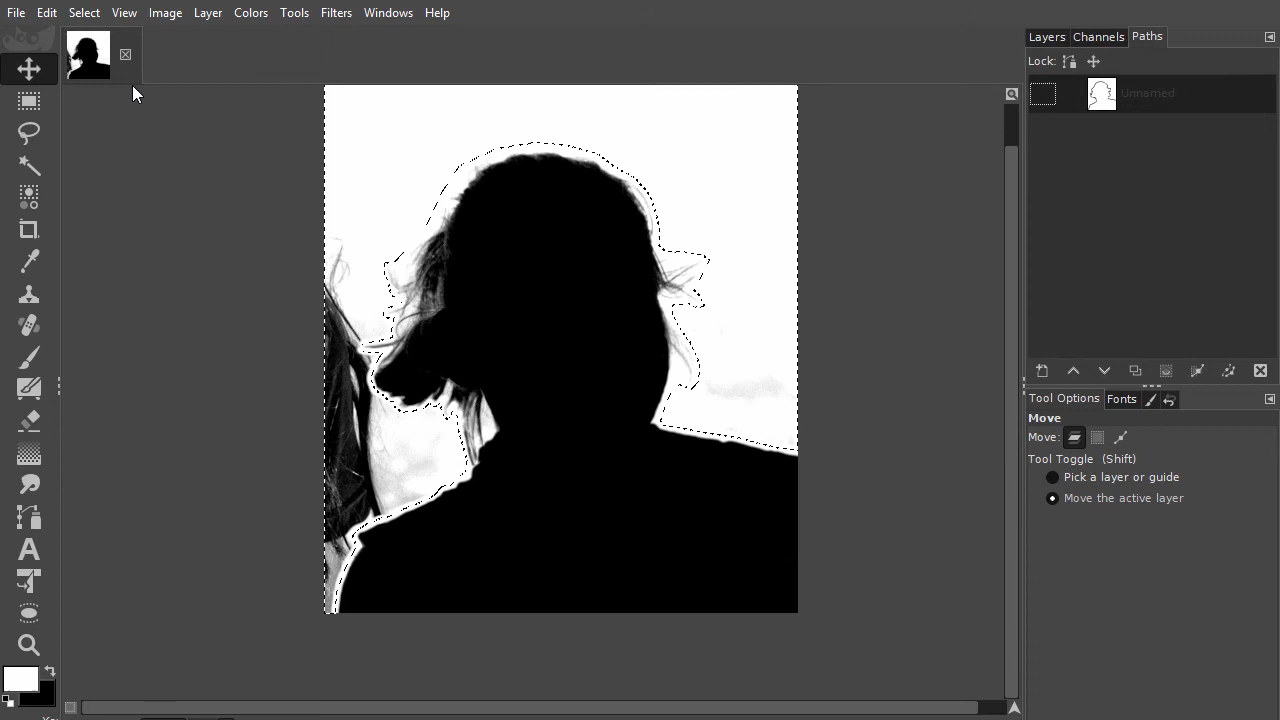 File Edit Select View Image Layer Colors Tools Filters Windows Help
Layers Channels Paths
Lock:
Unnamed
Tool Options Fonts
Move
Move:
Tool Toggle (Shift)
Pick a layer or guide
Move the active layer